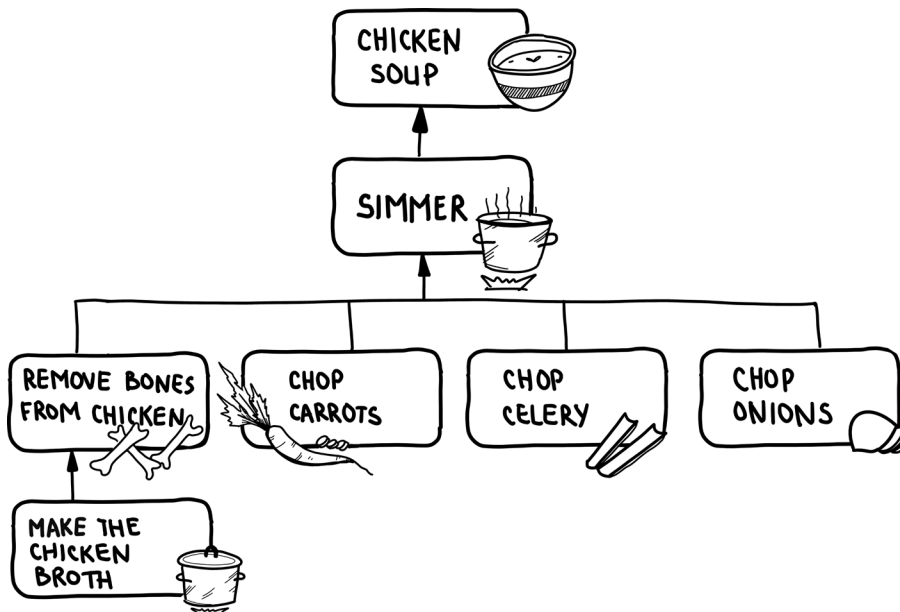 CHICKEN
SOUP
SIMMER
REMOVE BONES
FROM CHICKEN
CHOP
CARROTS
CHOP
CELERY
CHOP
ONIONS
MAKE THE
CHICKEN
BROTH